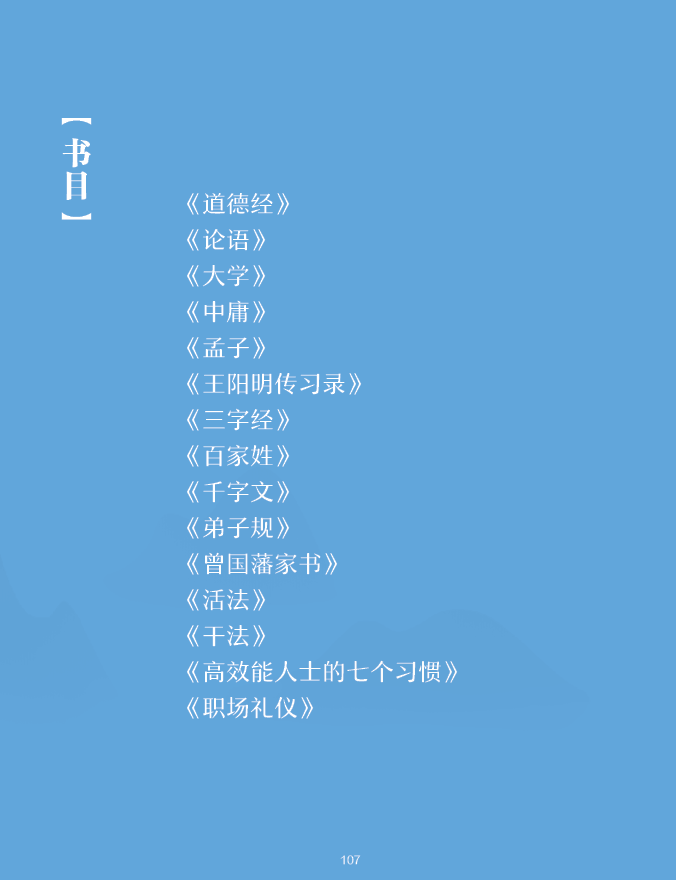 【书目】
《道德经》
《论语》
《大学》
《中庸》
《孟子》
《王阳明传习录》
《三字经》
《百家姓》
《千字文》
《弟子规》
《曾国藩家书》
《活法》
《干法》
《高效能人士的七个习惯》
《职场礼仪》
107